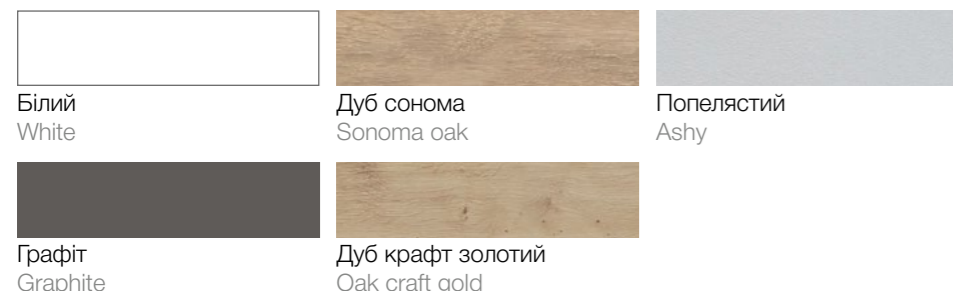 Білий
White
Дуб сонома
Sonoma oak
Попелястий
Ashy
Графіт
Graphite
Дуб крафт золотий
Oak craft gold